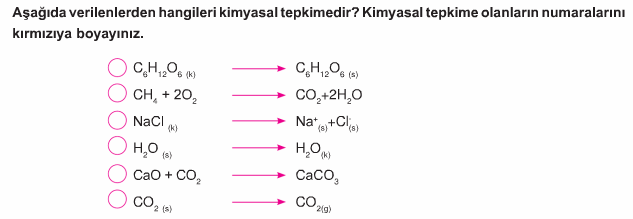 Aşağıda verilenlerden hangileri kimyasal tepkimedir? Kimyasal tepkime olanların numaralarını
kırmızıya boyayınız.
C₆H₁₂O₆ (k) ⟶ C₆H₁₂O₆ (s)
CH₄ + 2O₂ ⟶ CO₂+2H₂O
NaCl (k) ⟶ Na⁺(s)+Cl⁻(s)
H₂O (s) ⟶ H₂O(k)
CaO + CO₂ ⟶ CaCO₃
CO₂ (s) ⟶ CO₂(g)